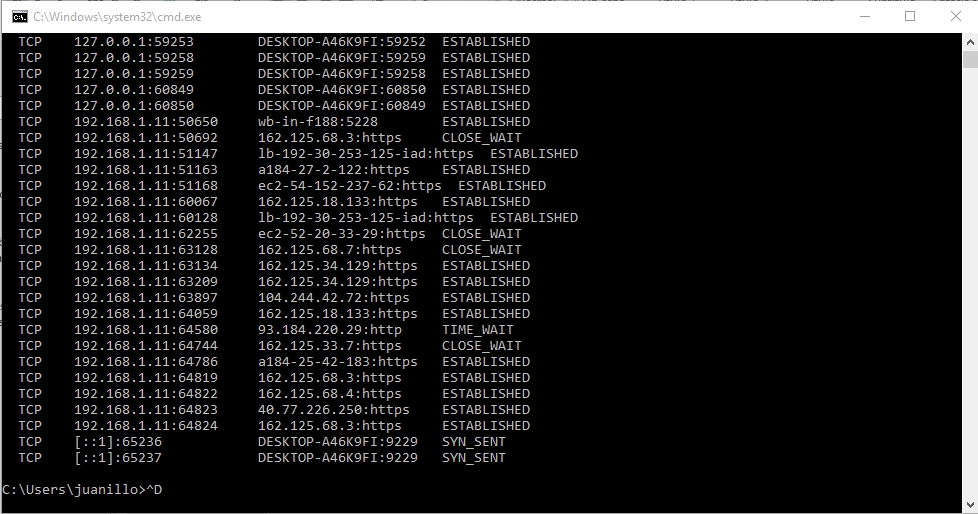 C:\Windows\system32\cmd.exe
TCP 127.0.0.1:59253 DESKTOP-A46K9FI:59252 ESTABLISHED
TCP 127.0.0.1:59258 DESKTOP-A46K9FI:59259 ESTABLISHED
TCP 127.0.0.1:59259 DESKTOP-A46K9FI:59258 ESTABLISHED
TCP 127.0.0.1:60849 DESKTOP-A46K9FI:60850 ESTABLISHED
TCP 127.0.0.1:60850 DESKTOP-A46K9FI:60849 ESTABLISHED
TCP 192.168.1.11:50650 wb-in-f188:5228 ESTABLISHED
TCP 192.168.1.11:50692 162.125.68.3:https CLOSE_WAIT
TCP 192.168.1.11:51147 lb-192-30-253-125-iad:https ESTABLISHED
TCP 192.168.1.11:51163 a184-27-2-122:https ESTABLISHED
TCP 192.168.1.11:51168 ec2-54-152-237-62:https ESTABLISHED
TCP 192.168.1.11:60067 162.125.18.133:https ESTABLISHED
TCP 192.168.1.11:60128 lb-192-30-253-125-iad:https ESTABLISHED
TCP 192.168.1.11:62255 ec2-52-20-33-29:https CLOSE_WAIT
TCP 192.168.1.11:63128 162.125.68.7:https CLOSE_WAIT
TCP 192.168.1.11:63134 162.125.34.129:https ESTABLISHED
TCP 192.168.1.11:63209 162.125.34.129:https ESTABLISHED
TCP 192.168.1.11:63897 104.244.42.72:https ESTABLISHED
TCP 192.168.1.11:64059 162.125.18.133:https ESTABLISHED
TCP 192.168.1.11:64580 93.184.220.29:http TIME_WAIT
TCP 192.168.1.11:64744 162.125.33.7:https CLOSE_WAIT
TCP 192.168.1.11:64786 a184-25-42-183:https ESTABLISHED
TCP 192.168.1.11:64819 162.125.68.3:https ESTABLISHED
TCP 192.168.1.11:64822 162.125.68.4:https ESTABLISHED
TCP 192.168.1.11:64823 40.77.226.250:https ESTABLISHED
TCP 192.168.1.11:64824 162.125.68.3:https ESTABLISHED
TCP [::1]:65236 DESKTOP-A46K9FI:9229 SYN_SENT
TCP [::1]:65237 DESKTOP-A46K9FI:9229 SYN_SENT
C:\Users\juanillo>^D